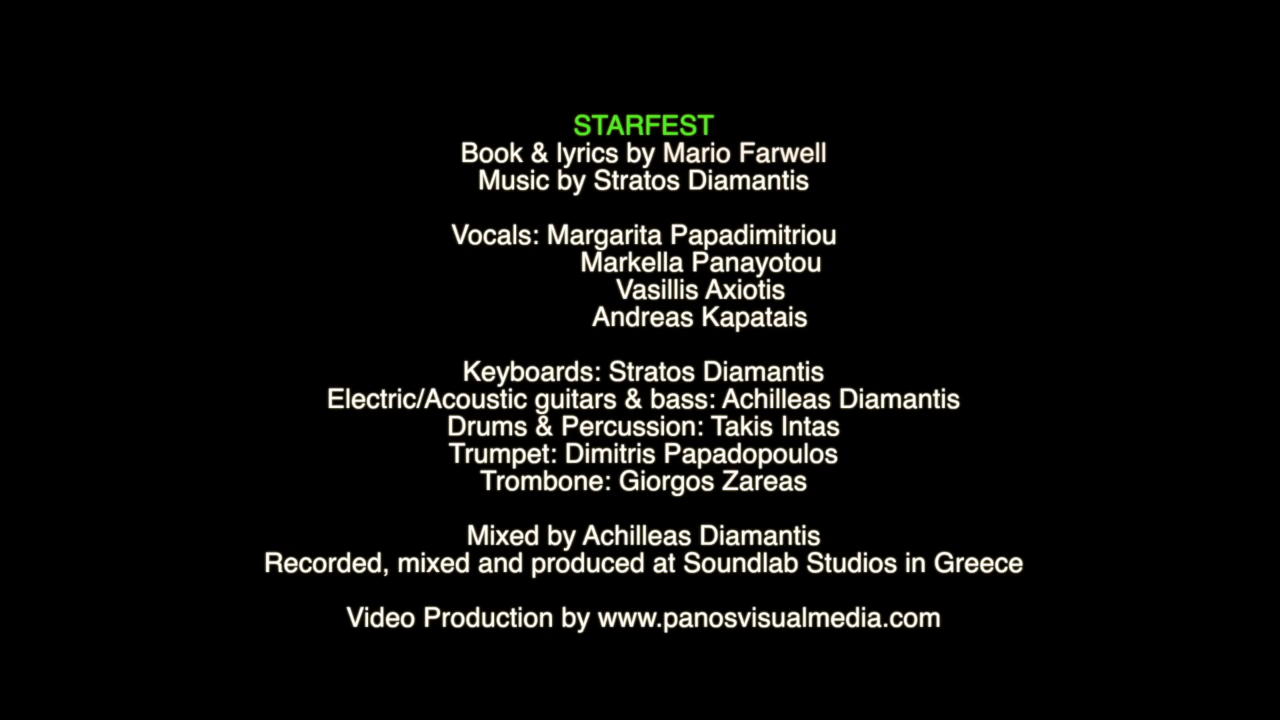 STARFEST
Book & lyrics by Mario Farwell
Music by Stratos Diamantis
Vocals: Margarita Papadimitriou
Markella Panayotou
Vasillis Axiotis
Andreas Kapatais
Keyboards: Stratos Diamantis
Electric/Acoustic guitars & bass: Achilleas Diamantis
Drums & Percussion: Takis Intas
Trumpet: Dimitris Papadopoulos
Trombone: Giorgos Zareas
Mixed by Achilleas Diamantis
Recorded, mixed and produced at Soundlab Studios in Greece
Video Production by www.panosvisualmedia.com